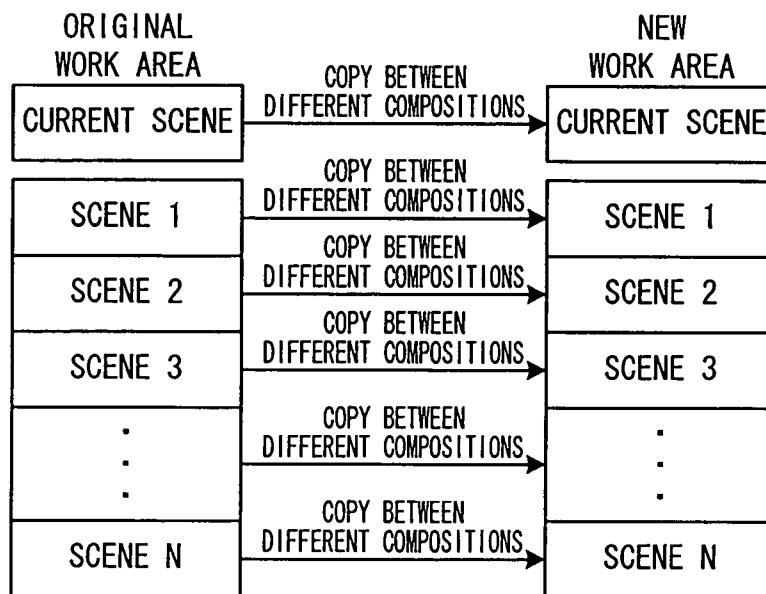 ORIGINAL
WORK AREA
NEW
WORK AREA
CURRENT SCENE
COPY BETWEEN
DIFFERENT COMPOSITIONS
CURRENT SCENE
SCENE 1
COPY BETWEEN
DIFFERENT COMPOSITIONS
SCENE 1
SCENE 2
COPY BETWEEN
DIFFERENT COMPOSITIONS
SCENE 2
SCENE 3
COPY BETWEEN
DIFFERENT COMPOSITIONS
SCENE 3
.
.
.
COPY BETWEEN
DIFFERENT COMPOSITIONS
.
.
.
SCENE N
COPY BETWEEN
DIFFERENT COMPOSITIONS
SCENE N